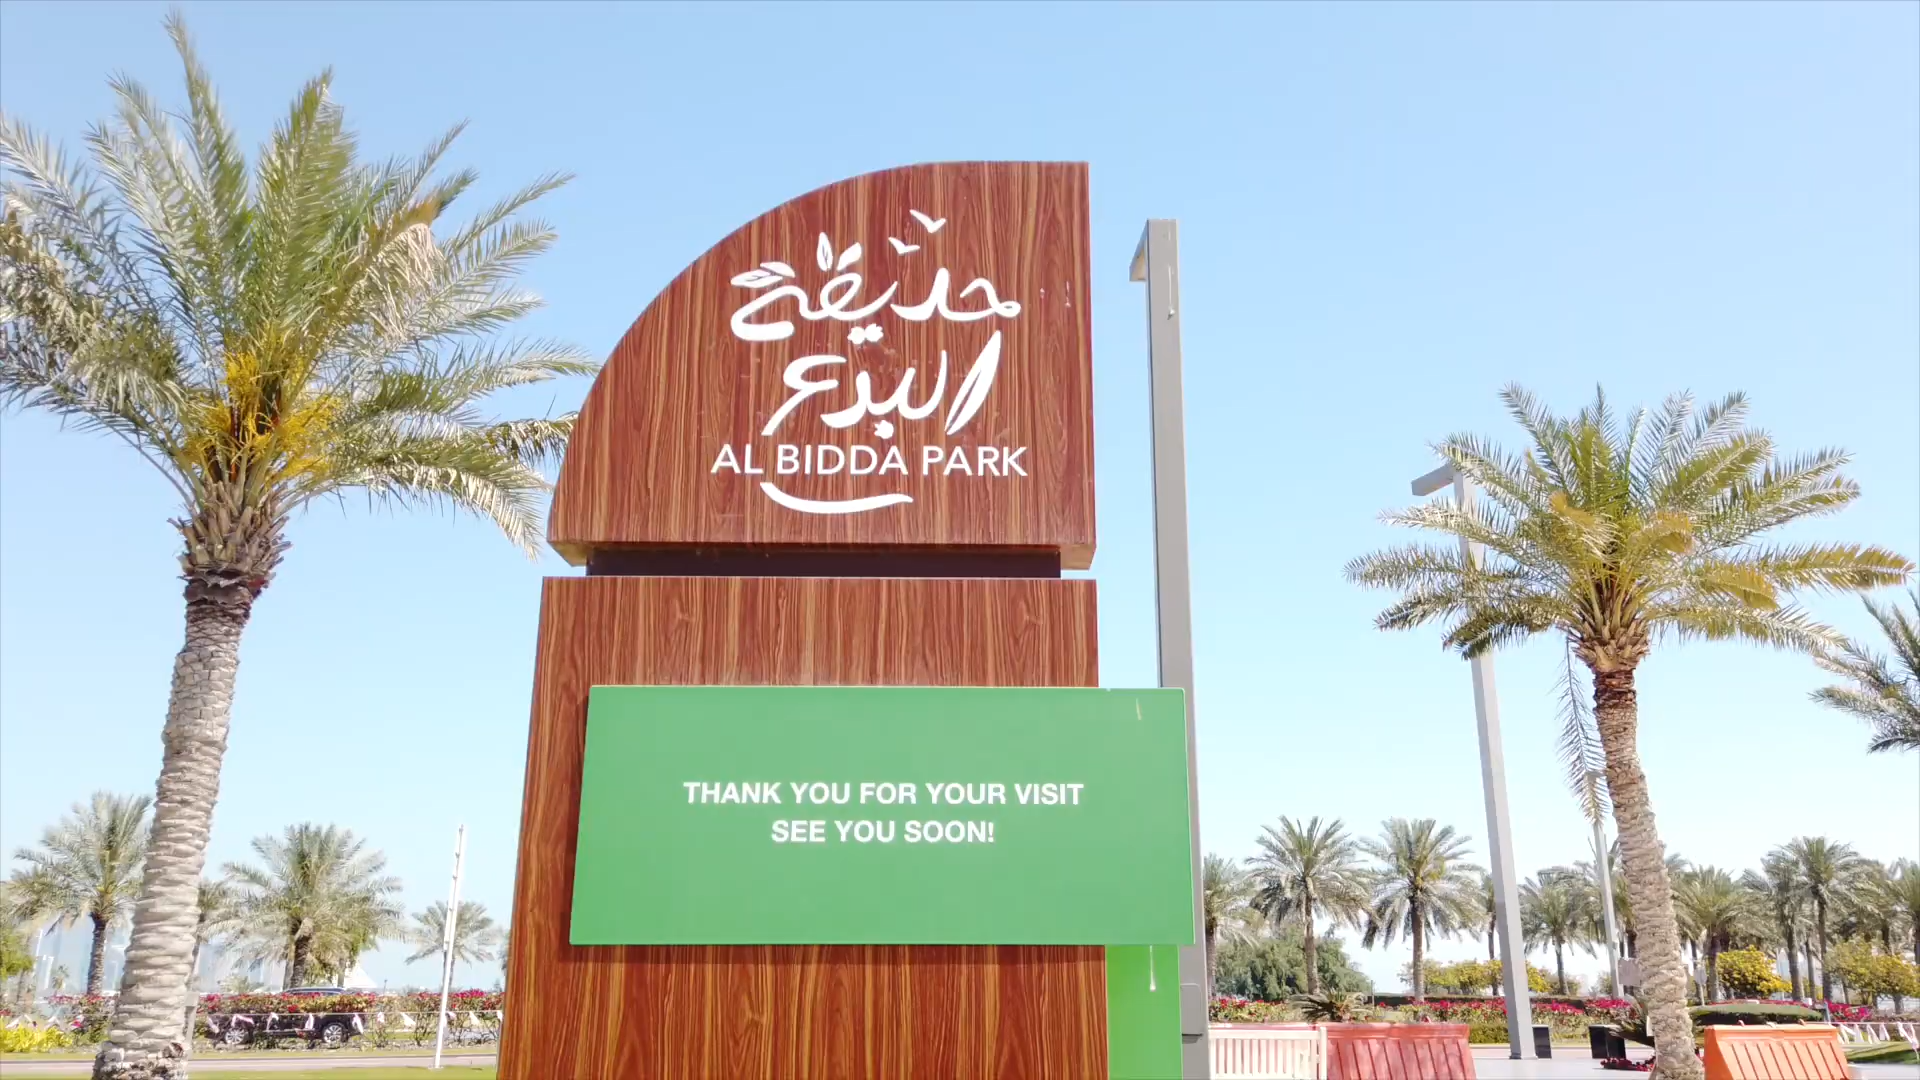 حديقة
البدع
AL BIDDA PARK
THANK YOU FOR YOUR VISIT
SEE YOU SOON!